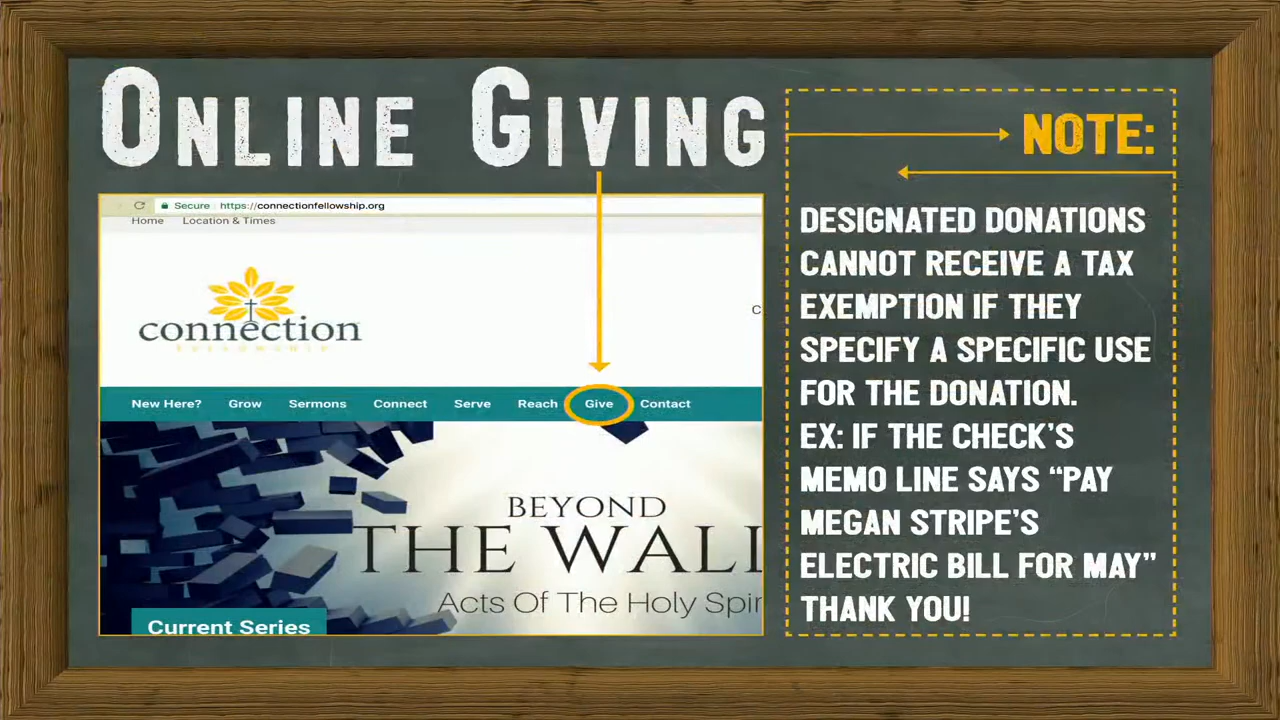 Online Giving
NOTE:
Secure https://connectionfellowship.org
Home Location & Times
connection
FELLOWSHIP
C
New Here? Grow Sermons Connect Serve Reach Give Contact
BEYOND
THE WALL
Acts Of The Holy Spir
Current Series
DESIGNATED DONATIONS
CANNOT RECEIVE A TAX
EXEMPTION IF THEY
SPECIFY A SPECIFIC USE
FOR THE DONATION.
EX: IF THE CHECK'S
MEMO LINE SAYS "PAY
MEGAN STRIPE'S
ELECTRIC BILL FOR MAY"
THANK YOU!